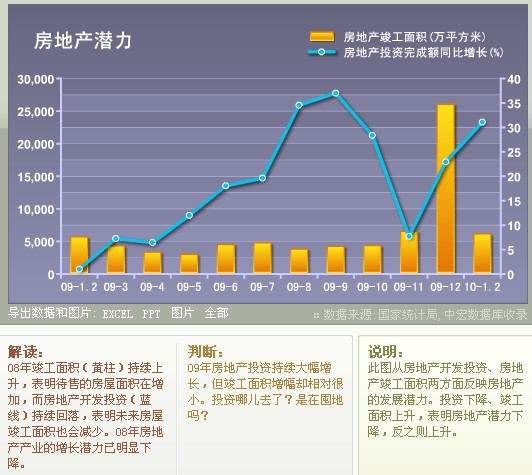 房地产潜力
房地产竣工面积(万平方米)
房地产投资完成额同比增长(%)
30,000
25,000
20,000
15,000
10,000
5,000
0
40
35
30
25
20
15
10
5
0
09-1.2 09-3 09-4 09-5 09-6 09-7 09-8 09-9 09-10 09-11 09-12 10-1.2
导出数据和图片: EXCEL PPT 图片 全部
¤ 数据来源:国家统计局,中宏数据库收录
解读:
08年竣工面积(黄柱)持续上
升,表明待售的房屋面积在增
加,而房地产开发投资(蓝
线)持续回落,表明未来房屋
竣工面积也会减少。08年房地
产产业的增长潜力已明显下
降。
判断:
09年房地产投资持续大幅增
长,但竣工面积增幅却相对很
小。投资哪儿去了?是在囤地
吗?
说明:
此图从房地产开发投资、房地
产竣工面积两方面反映房地产
的发展潜力。投资下降、竣工
面积上升,表明房地产潜力下
降,反之则上升。